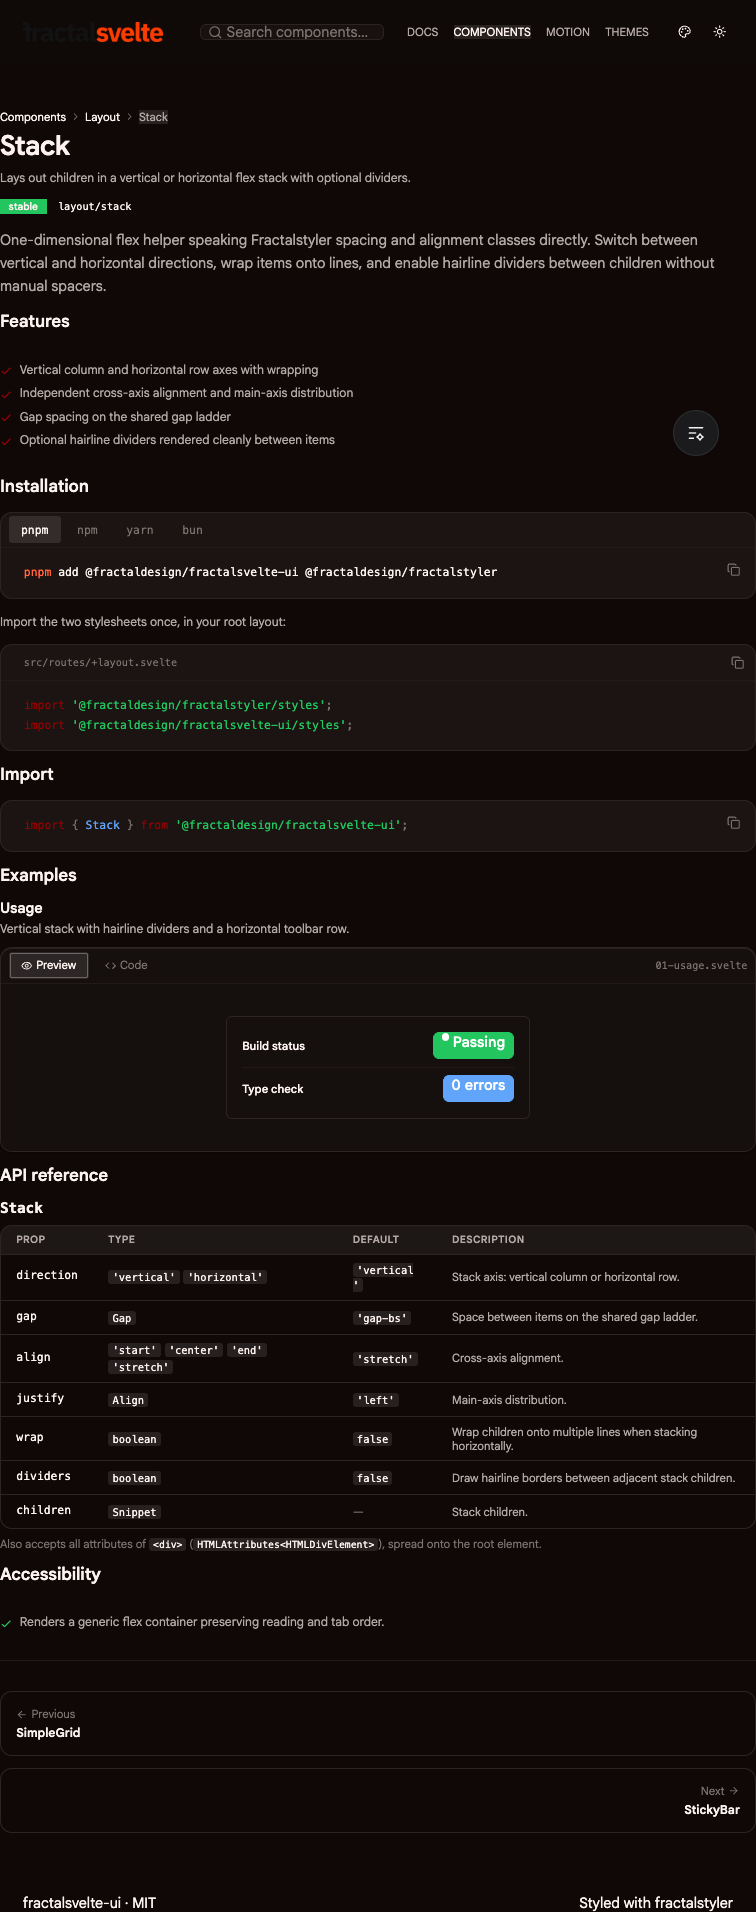 fractalsvelte
Search components...
DOCS
COMPONENTS
MOTION
THEMES
Components > Layout > Stack
Stack
Lays out children in a vertical or horizontal flex stack with optional dividers.
stable layout/stack
One-dimensional flex helper speaking Fractalstyler spacing and alignment classes directly. Switch between
vertical and horizontal directions, wrap items onto lines, and enable hairline dividers between children without
manual spacers.
Features
Vertical column and horizontal row axes with wrapping
Independent cross-axis alignment and main-axis distribution
Gap spacing on the shared gap ladder
Optional hairline dividers rendered cleanly between items
Installation
pnpm npm yarn bun
pnpm add @fractaldesign/fractalsvelte-ui @fractaldesign/fractalstyler
Import the two stylesheets once, in your root layout:
src/routes/+layout.svelte
import '@fractaldesign/fractalstyler/styles';
import '@fractaldesign/fractalsvelte-ui/styles';
Import
import { Stack } from '@fractaldesign/fractalsvelte-ui';
Examples
Usage
Vertical stack with hairline dividers and a horizontal toolbar row.
Preview <> Code 01-usage.svelte
Build status Passing
Type check 0 errors
API reference
Stack
PROP TYPE DEFAULT DESCRIPTION
direction 'vertical' 'horizontal' 'vertical' Stack axis: vertical column or horizontal row.
gap Gap 'gap-bs' Space between items on the shared gap ladder.
align 'start' 'center' 'end' 'stretch' 'stretch' Cross-axis alignment.
justify Align 'left' Main-axis distribution.
wrap boolean false Wrap children onto multiple lines when stacking horizontally.
dividers boolean false Draw hairline borders between adjacent stack children.
children Snippet — Stack children.
Also accepts all attributes of <div> (HTMLAttributes<HTMLDivElement>), spread onto the root element.
Accessibility
Renders a generic flex container preserving reading and tab order.
← Previous
SimpleGrid
Next →
StickyBar
fractalsvelte-ui · MIT
Styled with fractalstyler